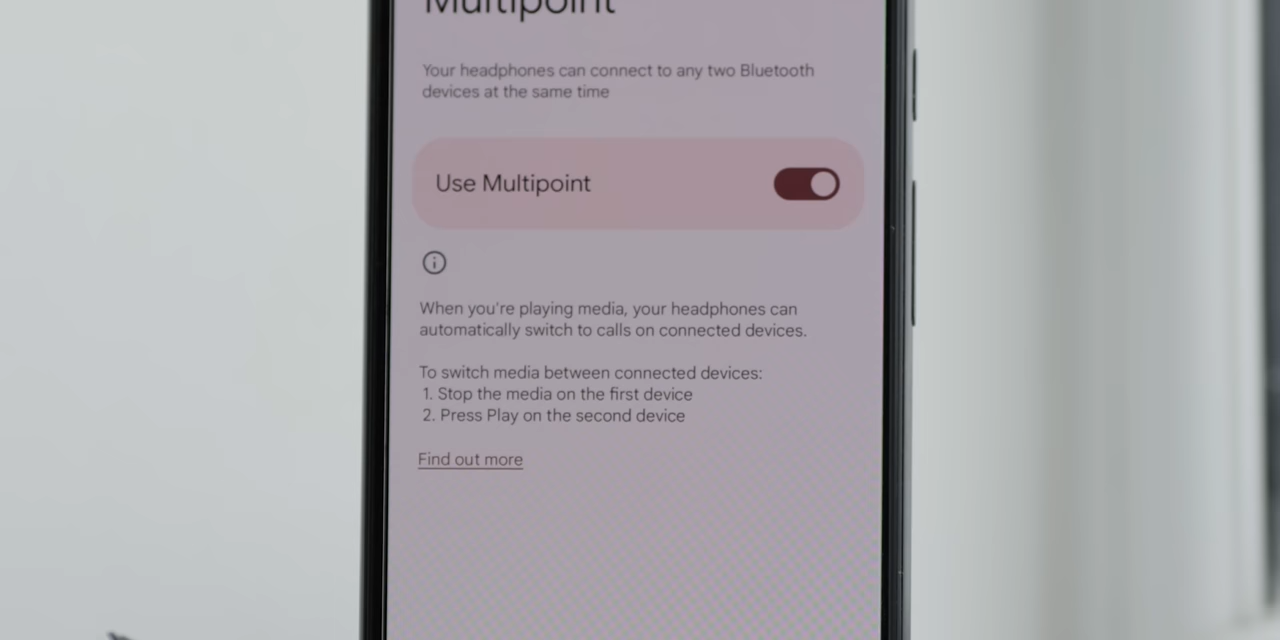 Multipoint
Your headphones can connect to any two Bluetooth
devices at the same time
Use Multipoint
When you're playing media, your headphones can
automatically switch to calls on connected devices.
To switch media between connected devices:
1. Stop the media on the first device
2. Press Play on the second device
Find out more